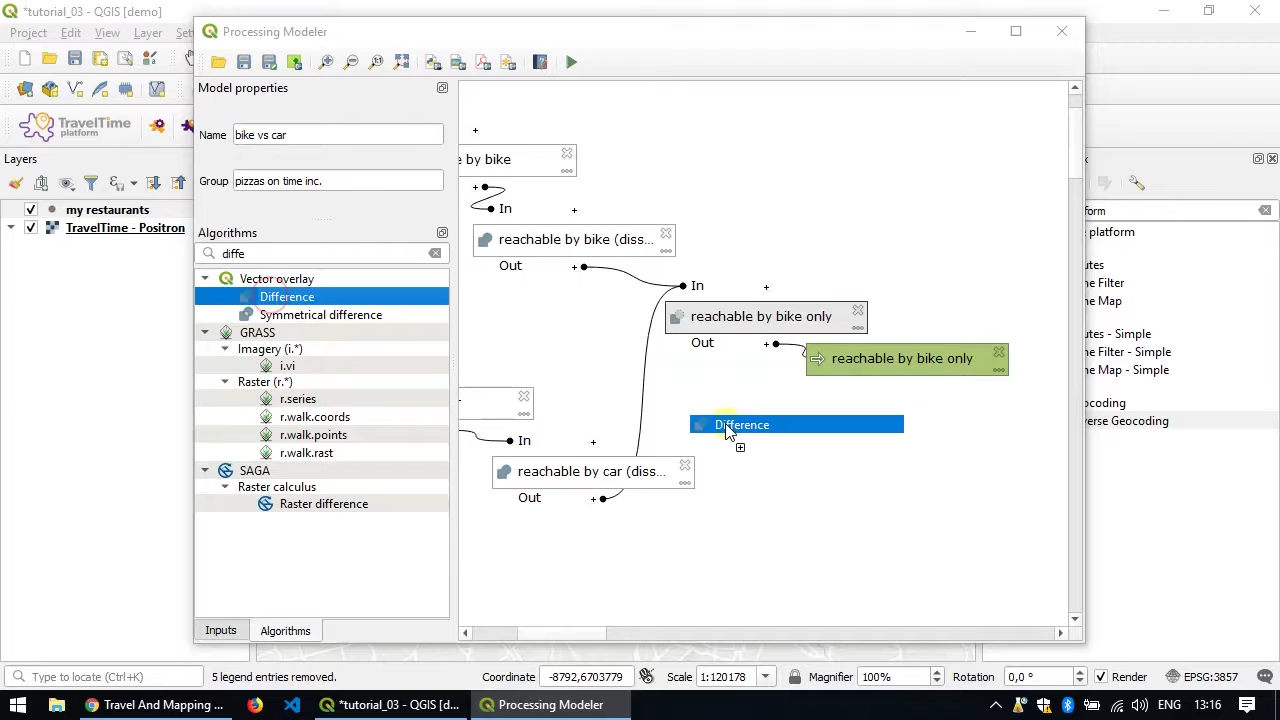 *tutorial_03 - QGIS [demo]
Project Edit View Layer
Processing Modeler
TravelTime
platform
Model properties
Name bike vs car
Group pizzas on time inc.
Algorithms
diffe
Vector overlay
Difference
Symmetrical difference
GRASS
Imagery (i.*)
i.vi
Raster (r.*)
r.series
r.walk.coords
r.walk.points
r.walk.rast
SAGA
Raster calculus
Raster difference
Inputs Algorithms
Layers
my restaurants
TravelTime - Positron
e by bike
In
reachable by bike (diss...
Out
In
reachable by bike only
Out
reachable by bike only
Difference
In
reachable by car (diss...
Out
form
e platform
utes
me Filter
me Map
utes - Simple
me Filter - Simple
me Map - Simple
ocoding
verse Geocoding
Type to locate (Ctrl+K) 5 legend entries removed. Coordinate -8792,6703779 Scale 1:120178 Magnifier 100% Rotation 0,0 ° Render EPSG:3857
Travel And Mapping ... *tutorial_03 - QGIS [d... Processing Modeler ENG 13:16